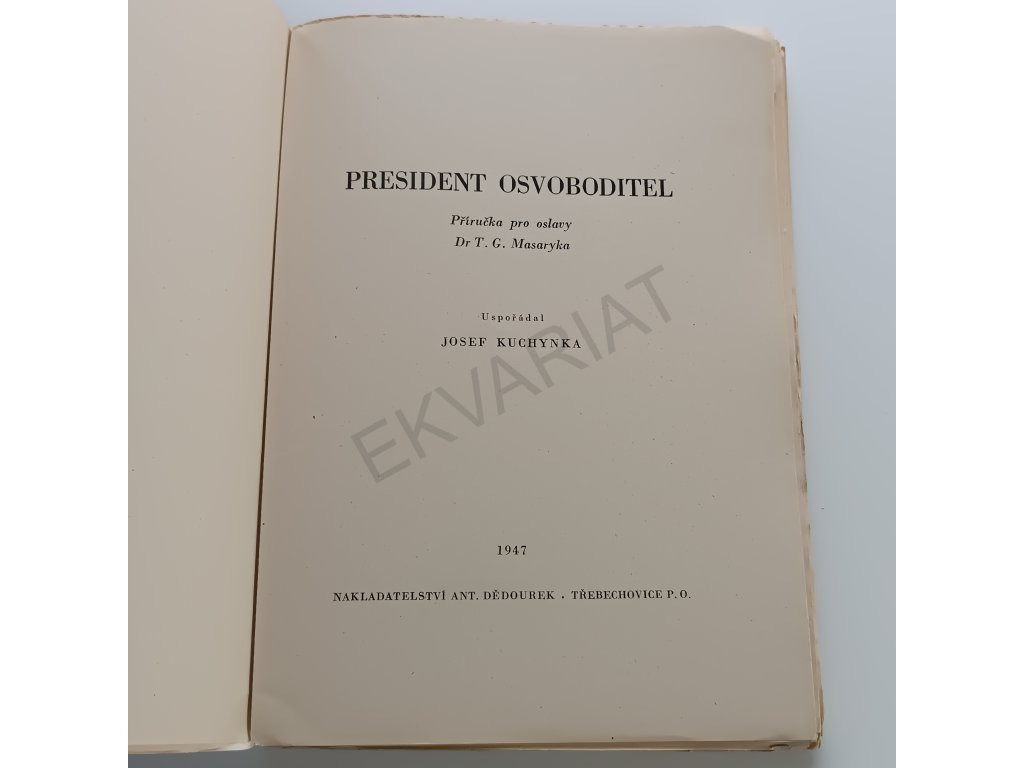 PRESIDENT OSVOBODITEL
Příručka pro oslavy
Dr T. G. Masaryka
Uspořádal
JOSEF KUCHYNKA
EKVARIAT
1947
NAKLADATELSTVÍ ANT. DĚDOUREK • TŘEBECHOVICE P. O.